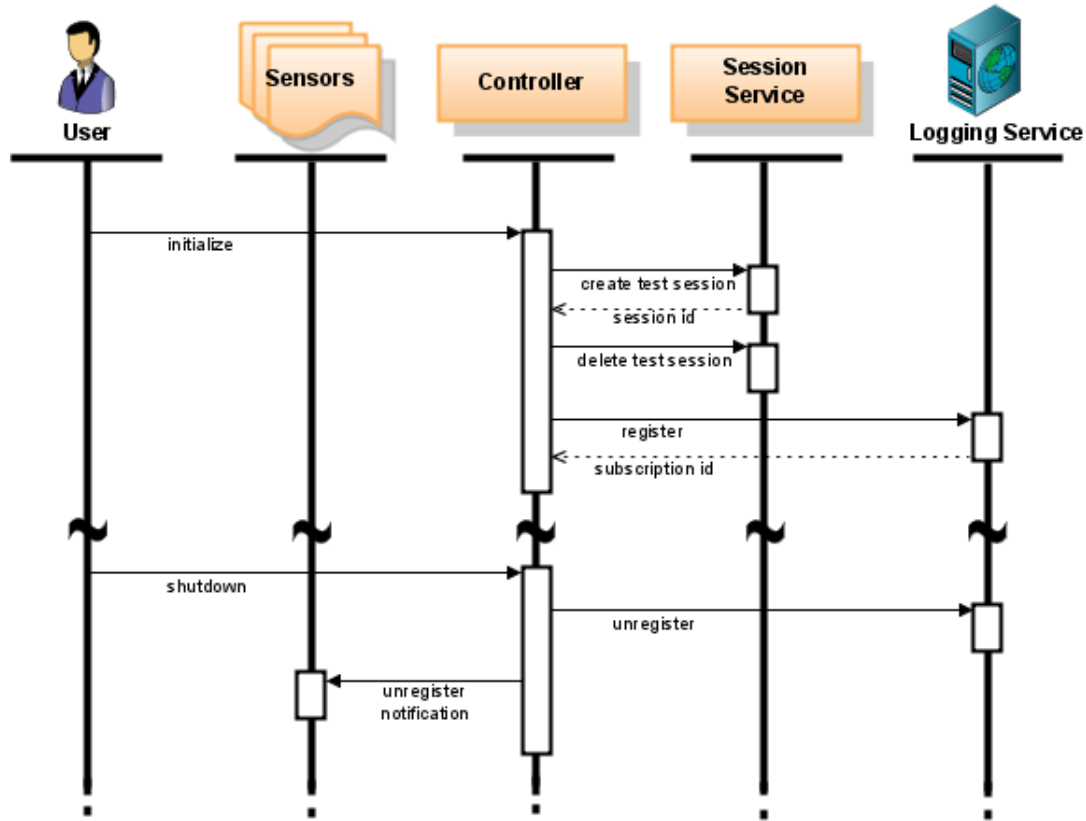 Sensors
Controller
Session
Service
User
Logging Service
initialize
create test session
session id
delete test session
register
subscription id
shutdown
unregister
unregister
notification